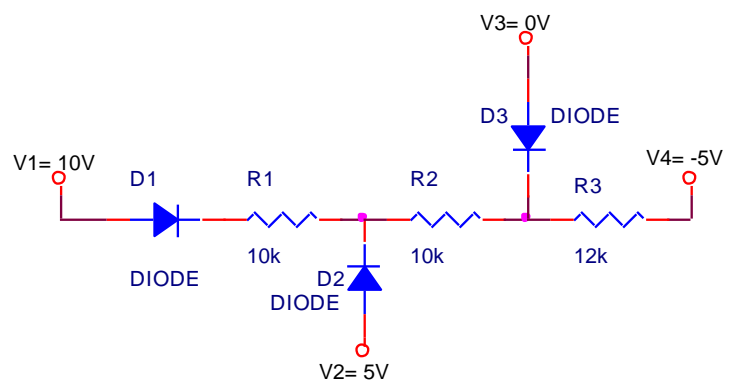 V3= 0V
D3 DIODE
V1= 10V
D1
R1
R2
R3
V4= -5V
10k
10k
12k
DIODE
D2
DIODE
V2= 5V